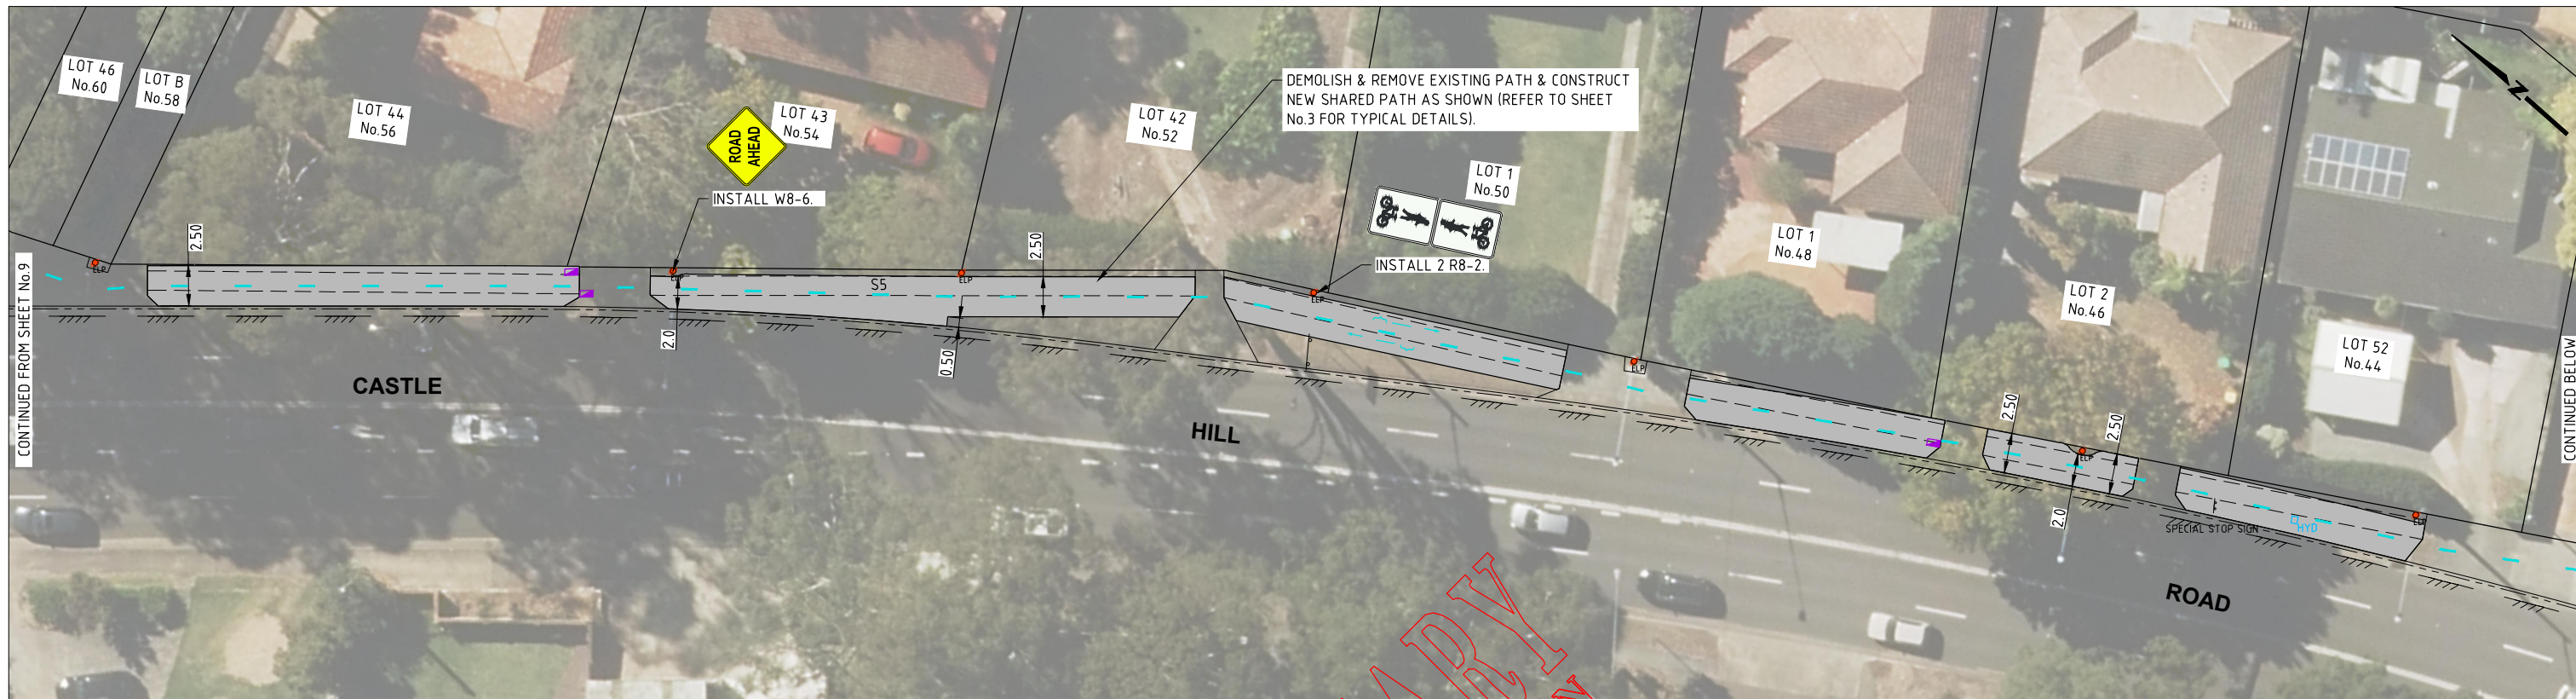 LOT 46
No.60
LOT B
No.58
LOT 44
No.56
ROAD
AHEAD
LOT 43
No.54
INSTALL W8-6.
LOT 42
No.52
DEMOLISH & REMOVE EXISTING PATH & CONSTRUCT
NEW SHARED PATH AS SHOWN (REFER TO SHEET
No.3 FOR TYPICAL DETAILS).
LOT 1
No.50
INSTALL 2 R8-2.
LOT 1
No.48
LOT 2
No.46
LOT 52
No.44
N
CONTINUED FROM SHEET No.9
CONTINUED BELOW
ELP
2.50
ELP
S5
ELP
2.50
ELP
ELP
2.0
0.50
P
P
2.50
ELP
2.50
2.0
SPECIAL STOP SIGN
HYD
ELP
CASTLE
HILL
ROAD
ARY